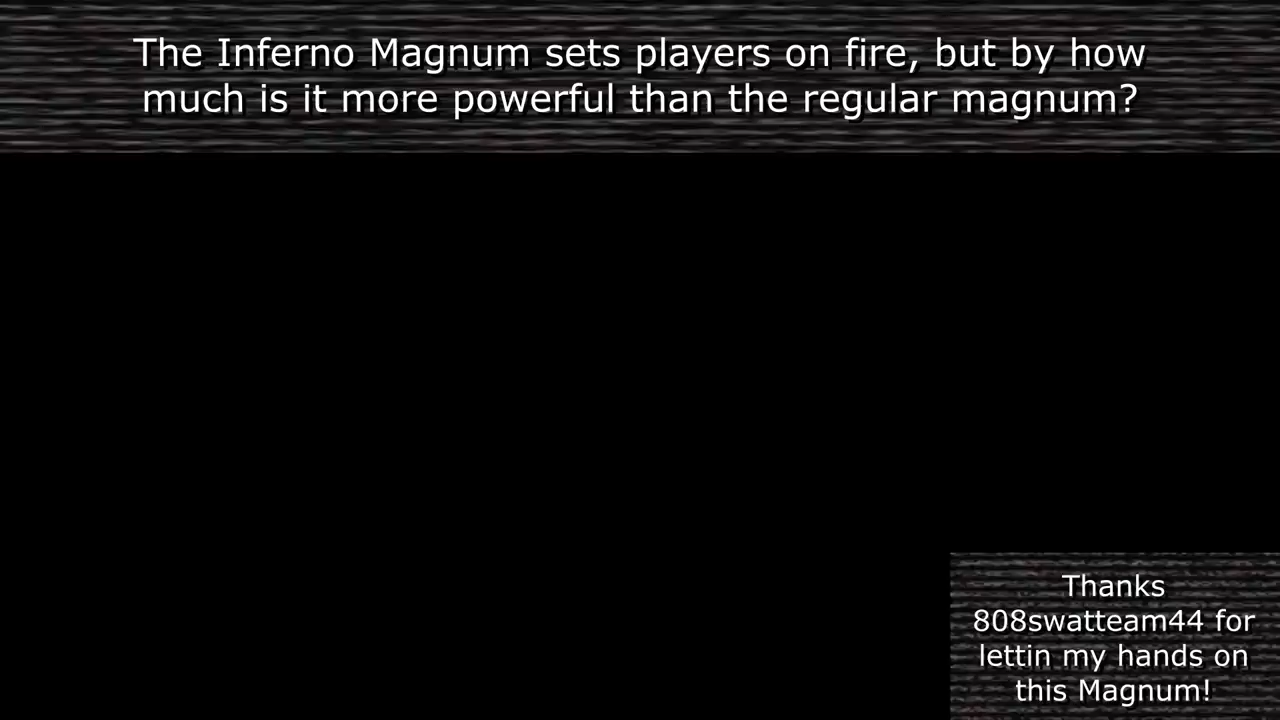 The Inferno Magnum sets players on fire, but by how
much is it more powerful than the regular magnum?
Thanks
808swatteam44 for
lettin my hands on
this Magnum!